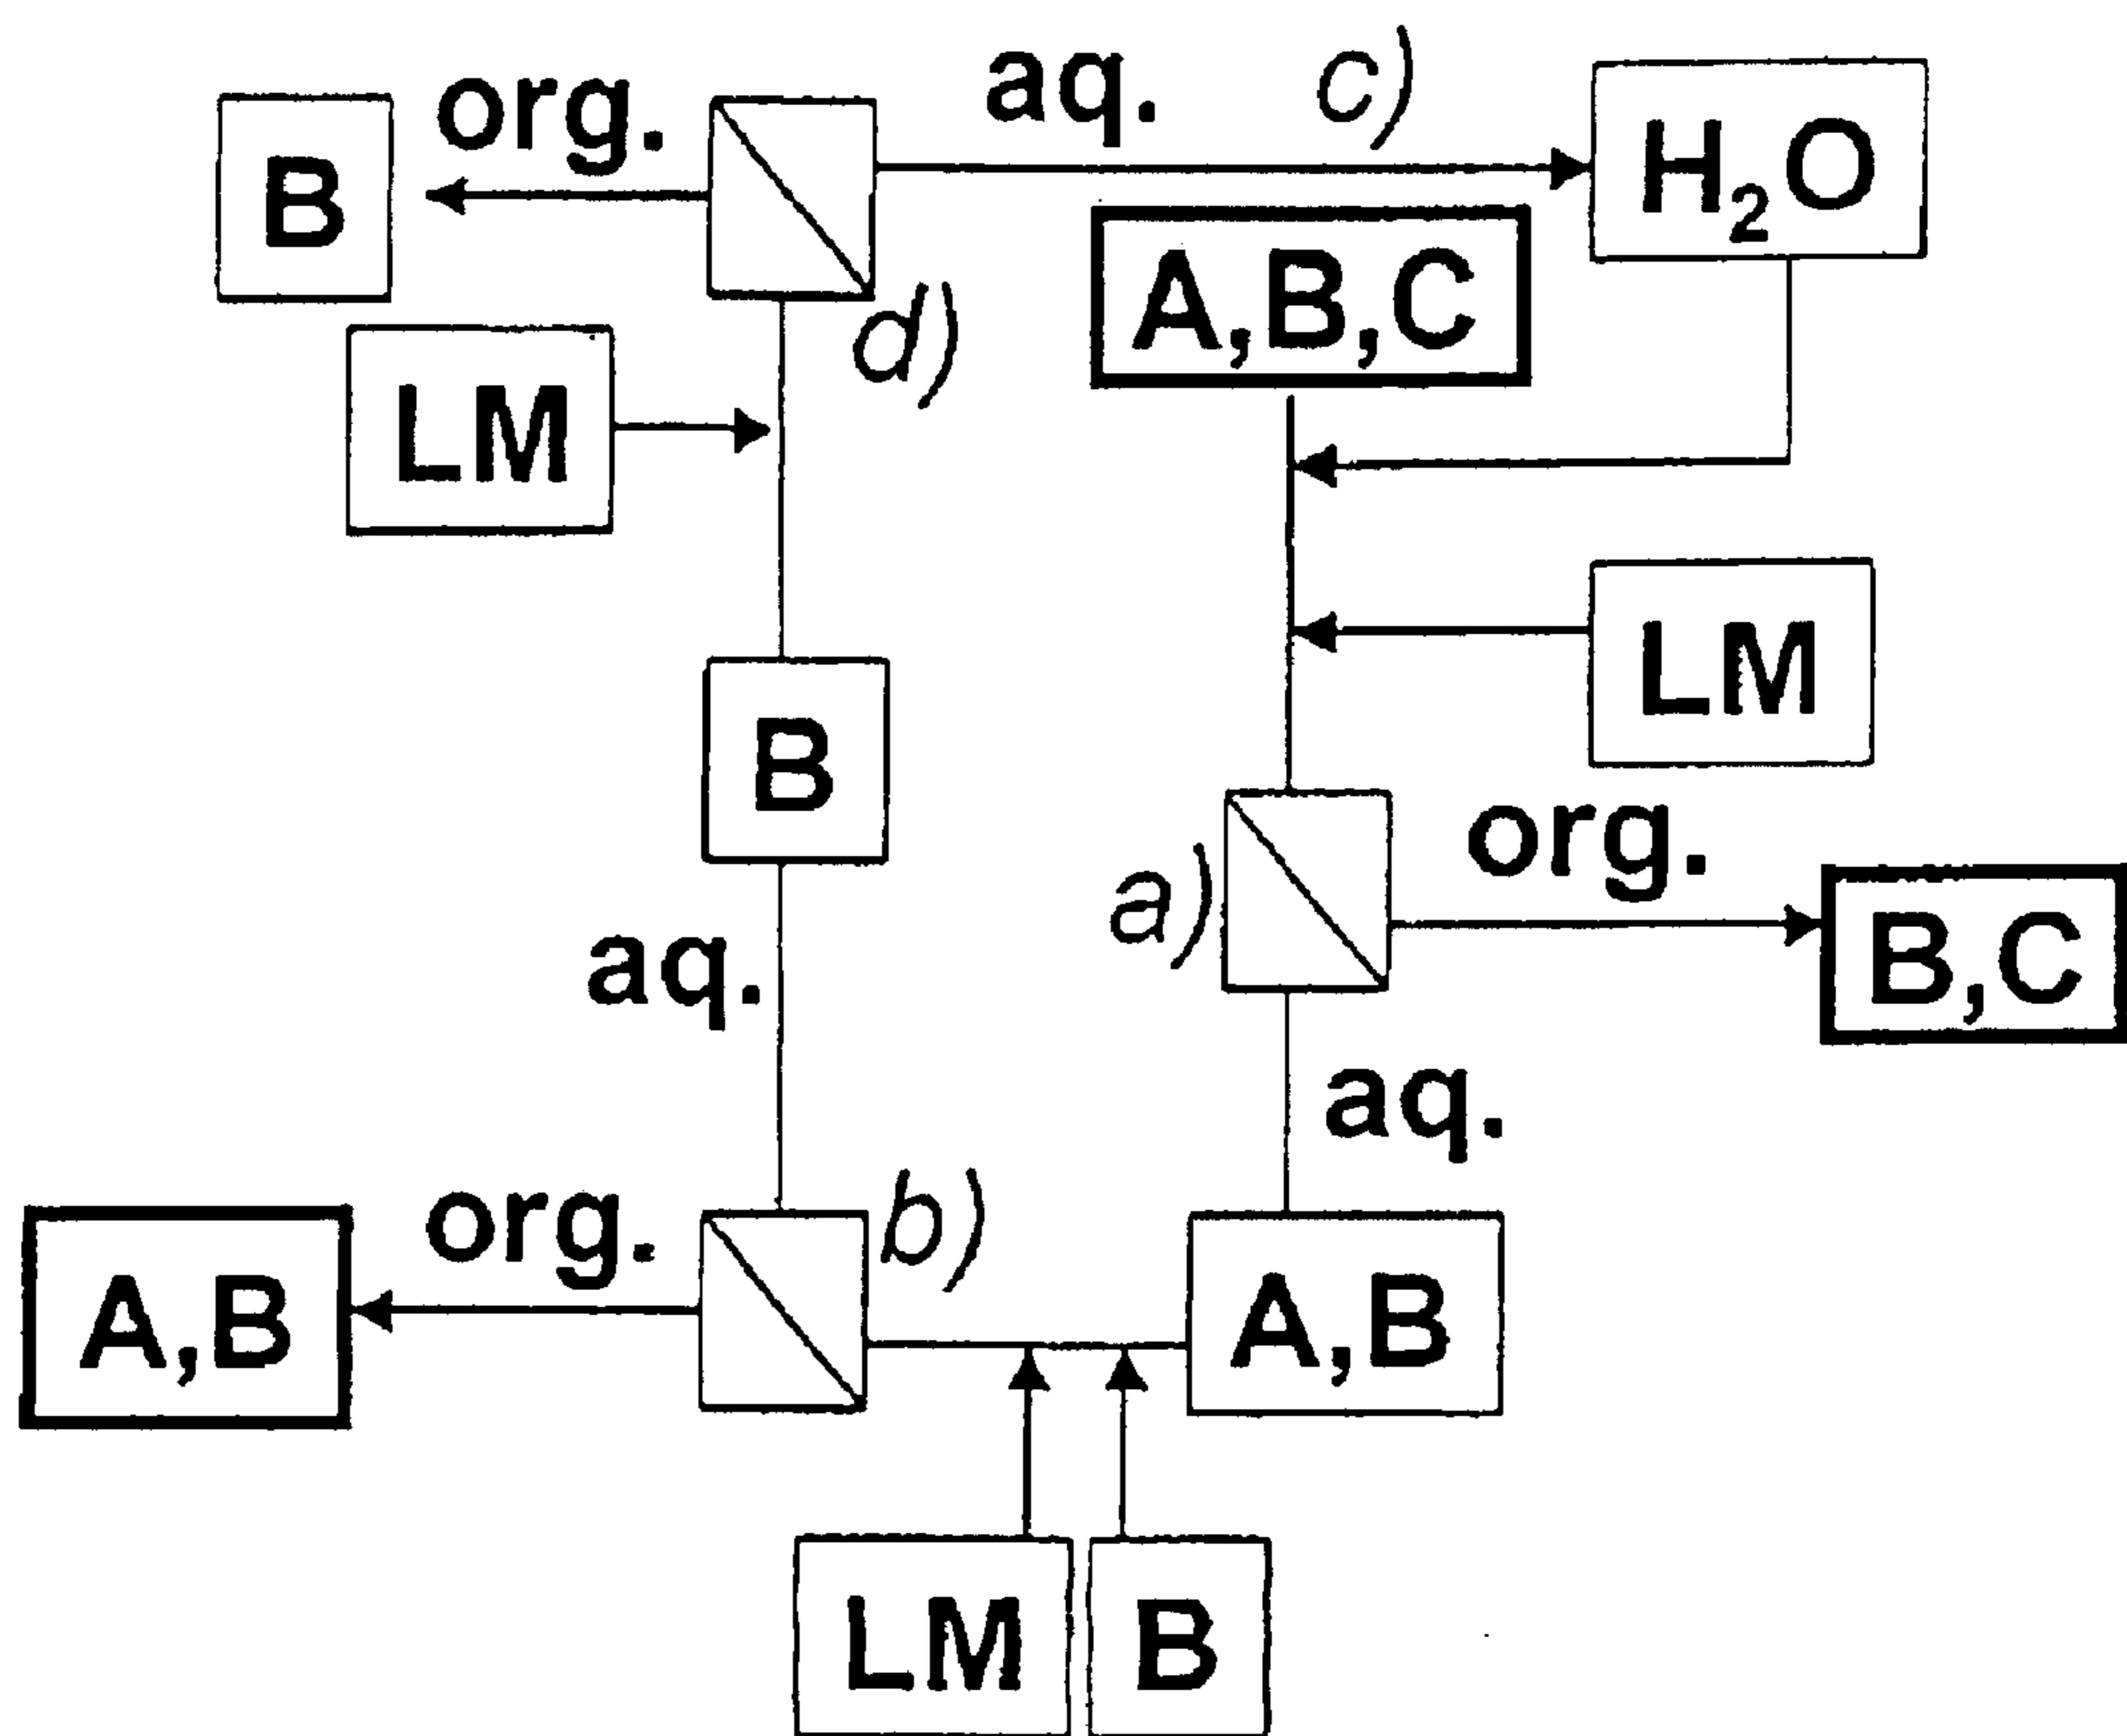 org.
aq.
c)
B
H₂O
A,B,C
d)
LM
LM
B
org.
a)
B,C
aq.
aq.
org.
b)
A,B
A,B
LM
B